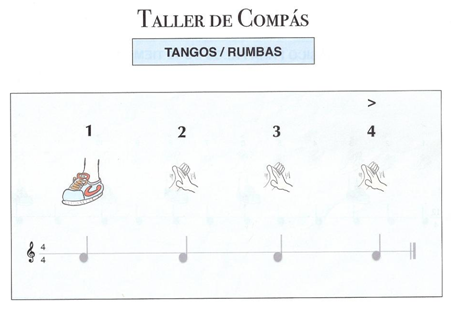 TALLER DE COMPÁS
TANGOS / RUMBAS
>
1 2 3 4
4
4